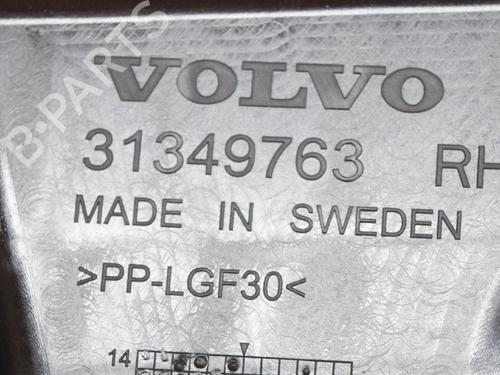 B-PARTS
VOLVO
31349763 RH
MADE IN SWEDEN
>PP-LGF30<
14